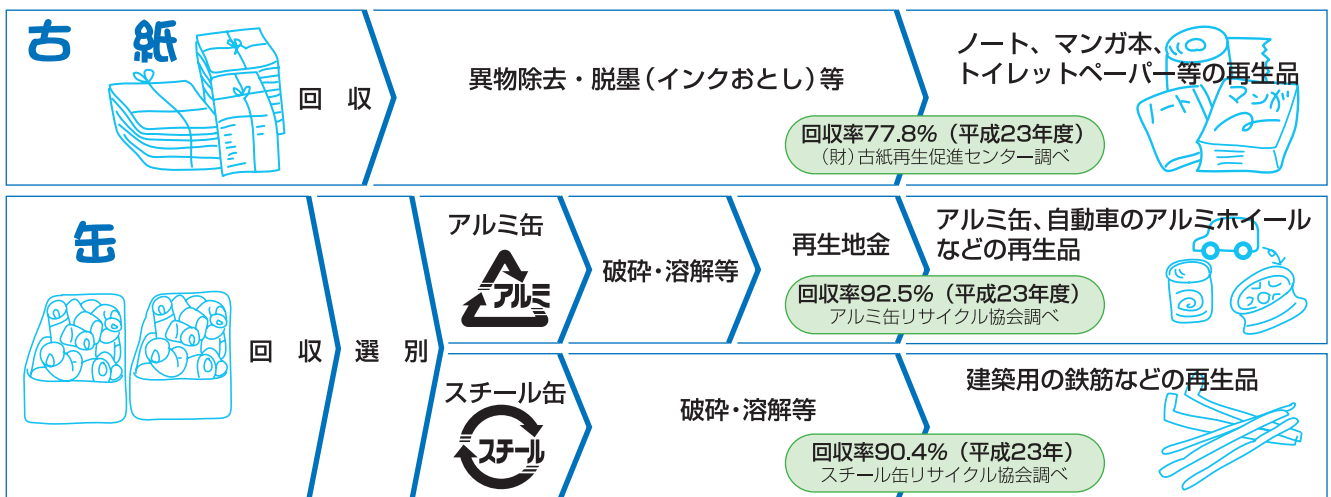 古 紙
回 収
異物除去・脱墨（インクおとし）等
ノート、マンガ本、
トイレットペーパー等の再生品
ノート
マンガ
回収率77.8%（平成23年度）
（財）古紙再生促進センター調べ
缶
回 収
選 別
アルミ缶
アルミ
破砕・溶解等
再生地金
アルミ缶、自動車のアルミホイール
などの再生品
回収率92.5%（平成23年度）
アルミ缶リサイクル協会調べ
スチール缶
スチール
破砕・溶解等
建築用の鉄筋などの再生品
回収率90.4%（平成23年）
スチール缶リサイクル協会調べ